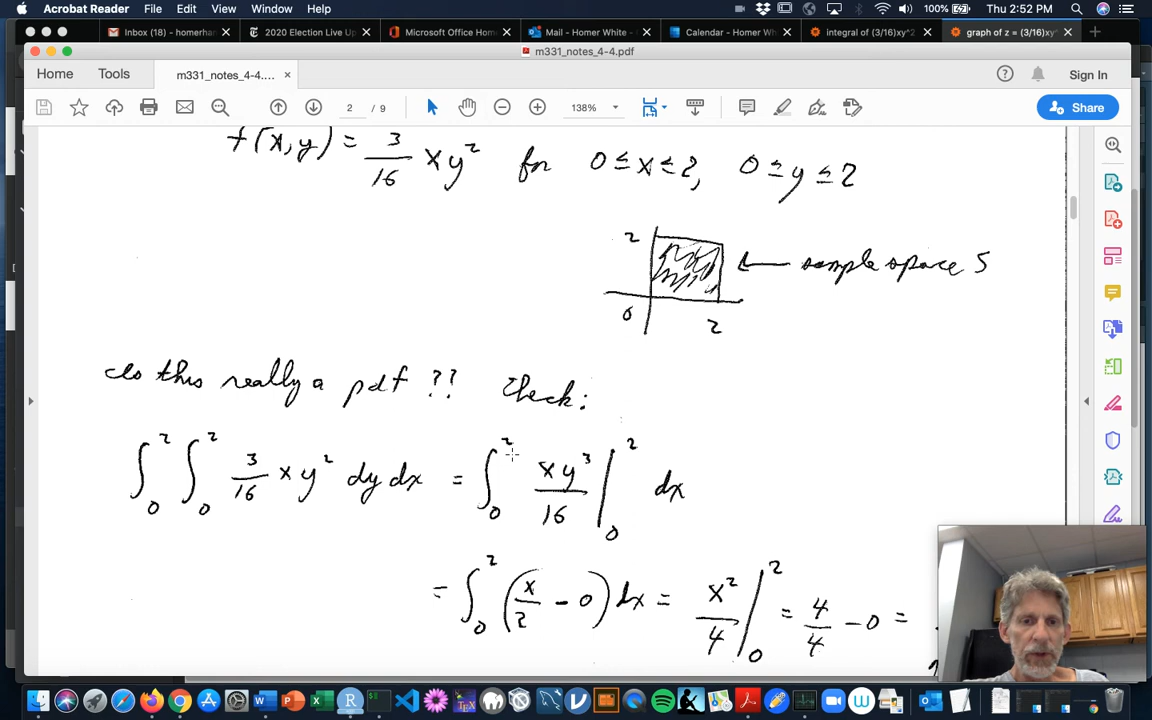 Acrobat Reader File Edit View Window Help 100% Thu 2:52 PM
Inbox (18) - homerhan 2020 Election Live Up Microsoft Office Home Mail - Homer White - Calendar - Homer Wh integral of (3/16)xy^2 graph of z = (3/16)xy^
m331_notes_4-4.pdf
Home Tools m331_notes_4-4.... × Sign In
2 / 9 138% Share
f(x,y) = 3/16 xy² for 0 ≤ x ≤ 2, 0 ≤ y ≤ 2
2
← sample space S
0 2
Is this really a pdf ?? Check:
∫₀² ∫₀² 3/16 xy² dy dx = ∫₀² xy³/16 |₀² dx
= ∫₀² (x/2 - 0) dx = x²/4 |₀² = 4/4 - 0 =